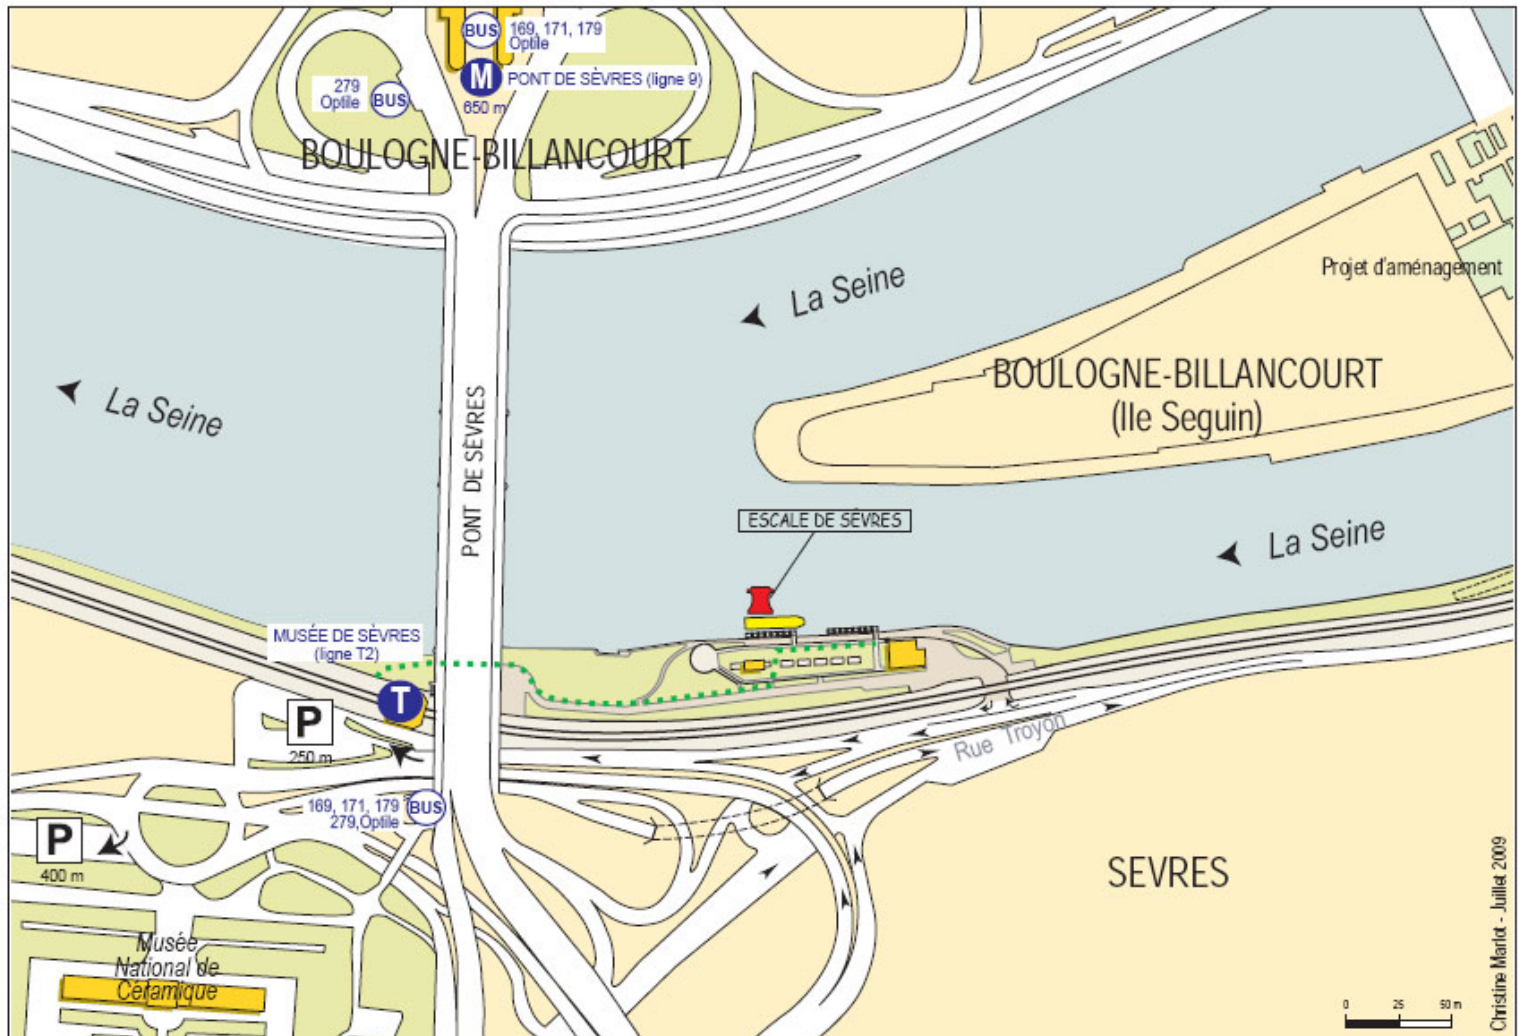 BUS
169, 171, 179
Optile
M
PONT DE SÈVRES (ligne 9)
650 m
279
Optile
BUS
BOULOGNE-BILLANCOURT
Projet d'aménagement
La Seine
La Seine
BOULOGNE-BILLANCOURT
(Ile Seguin)
PONT DE SÈVRES
ESCALE DE SÈVRES
La Seine
MUSÉE DE SÈVRES
(ligne T2)
T
P
250 m
Rue Troyon
169, 171, 179
279,Optile
BUS
P
400 m
SEVRES
Musée
National de
Céramique
0 25 50 m
Christine Marlot - Juillet 2009